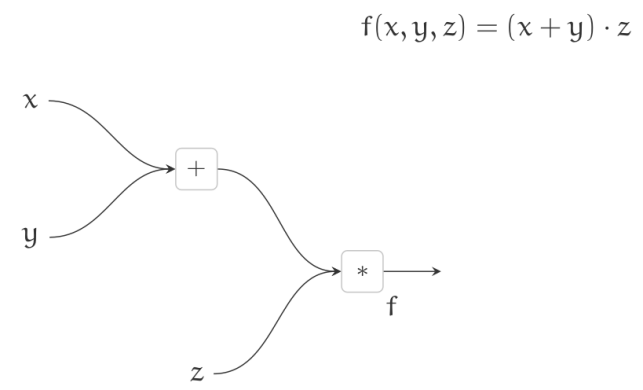 f(x, y, z) = (x + y) · z
x
+
y
*
f
z